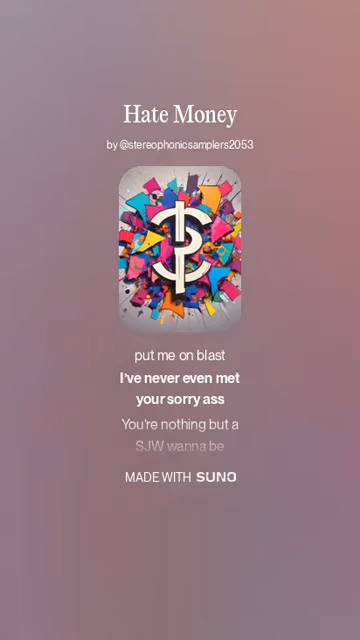 Hate Money
by @stereophonicsamplers2053
put me on blast
I've never even met
your sorry ass
You're nothing but a
SJW wanna be
MADE WITH SUNO